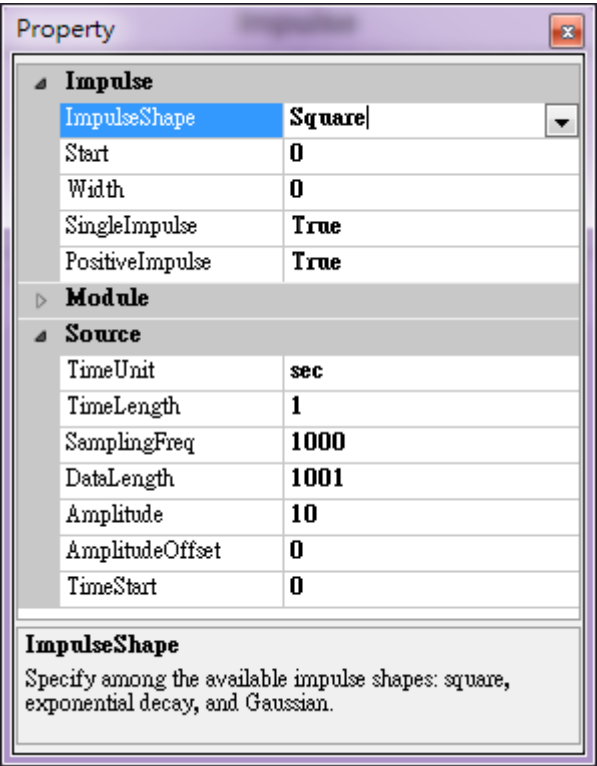 Property
Impulse
Impulse
ImpulseShape Square
Start 0
Width 0
SingleImpulse True
PositiveImpulse True
Module
Source
TimeUnit sec
TimeLength 1
SamplingFreq 1000
DataLength 1001
Amplitude 10
AmplitudeOffset 0
TimeStart 0
ImpulseShape
Specify among the available impulse shapes: square,
exponential decay, and Gaussian.